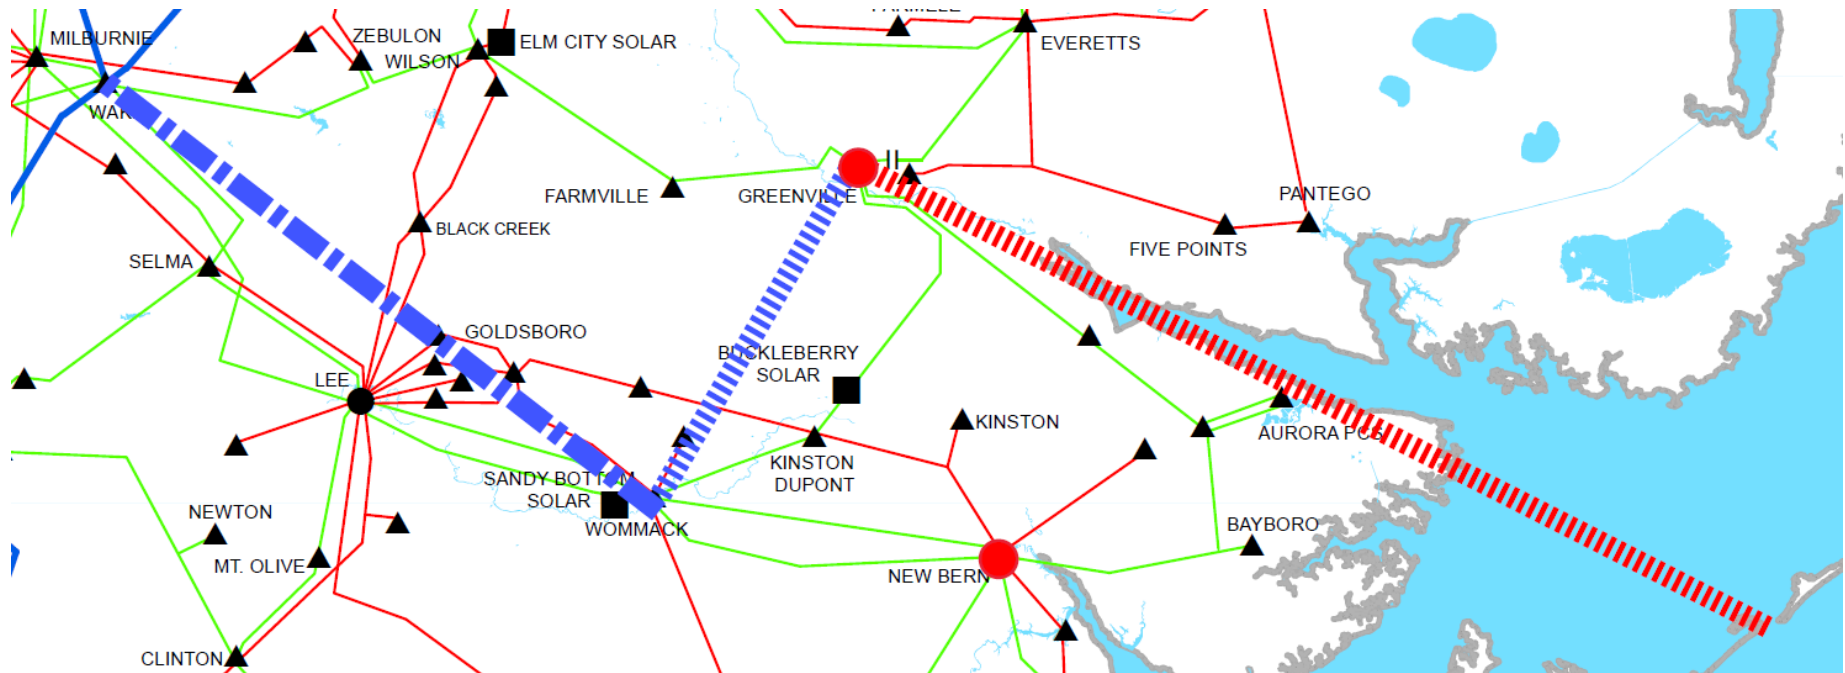 MILBURNIE
ZEBULON
WILSON
ELM CITY SOLAR
EVERETTS
FARMVILLE
GREENVILLE
PANTEGO
FIVE POINTS
BLACK CREEK
SELMA
GOLDSBORO
LEE
BUCKLEBERRY
SOLAR
KINSTON
AURORA PCS
KINSTON
DUPONT
SANDY BOTTOM
SOLAR
WOMMACK
NEWTON
MT. OLIVE
NEW BERN
BAYBORO
CLINTON